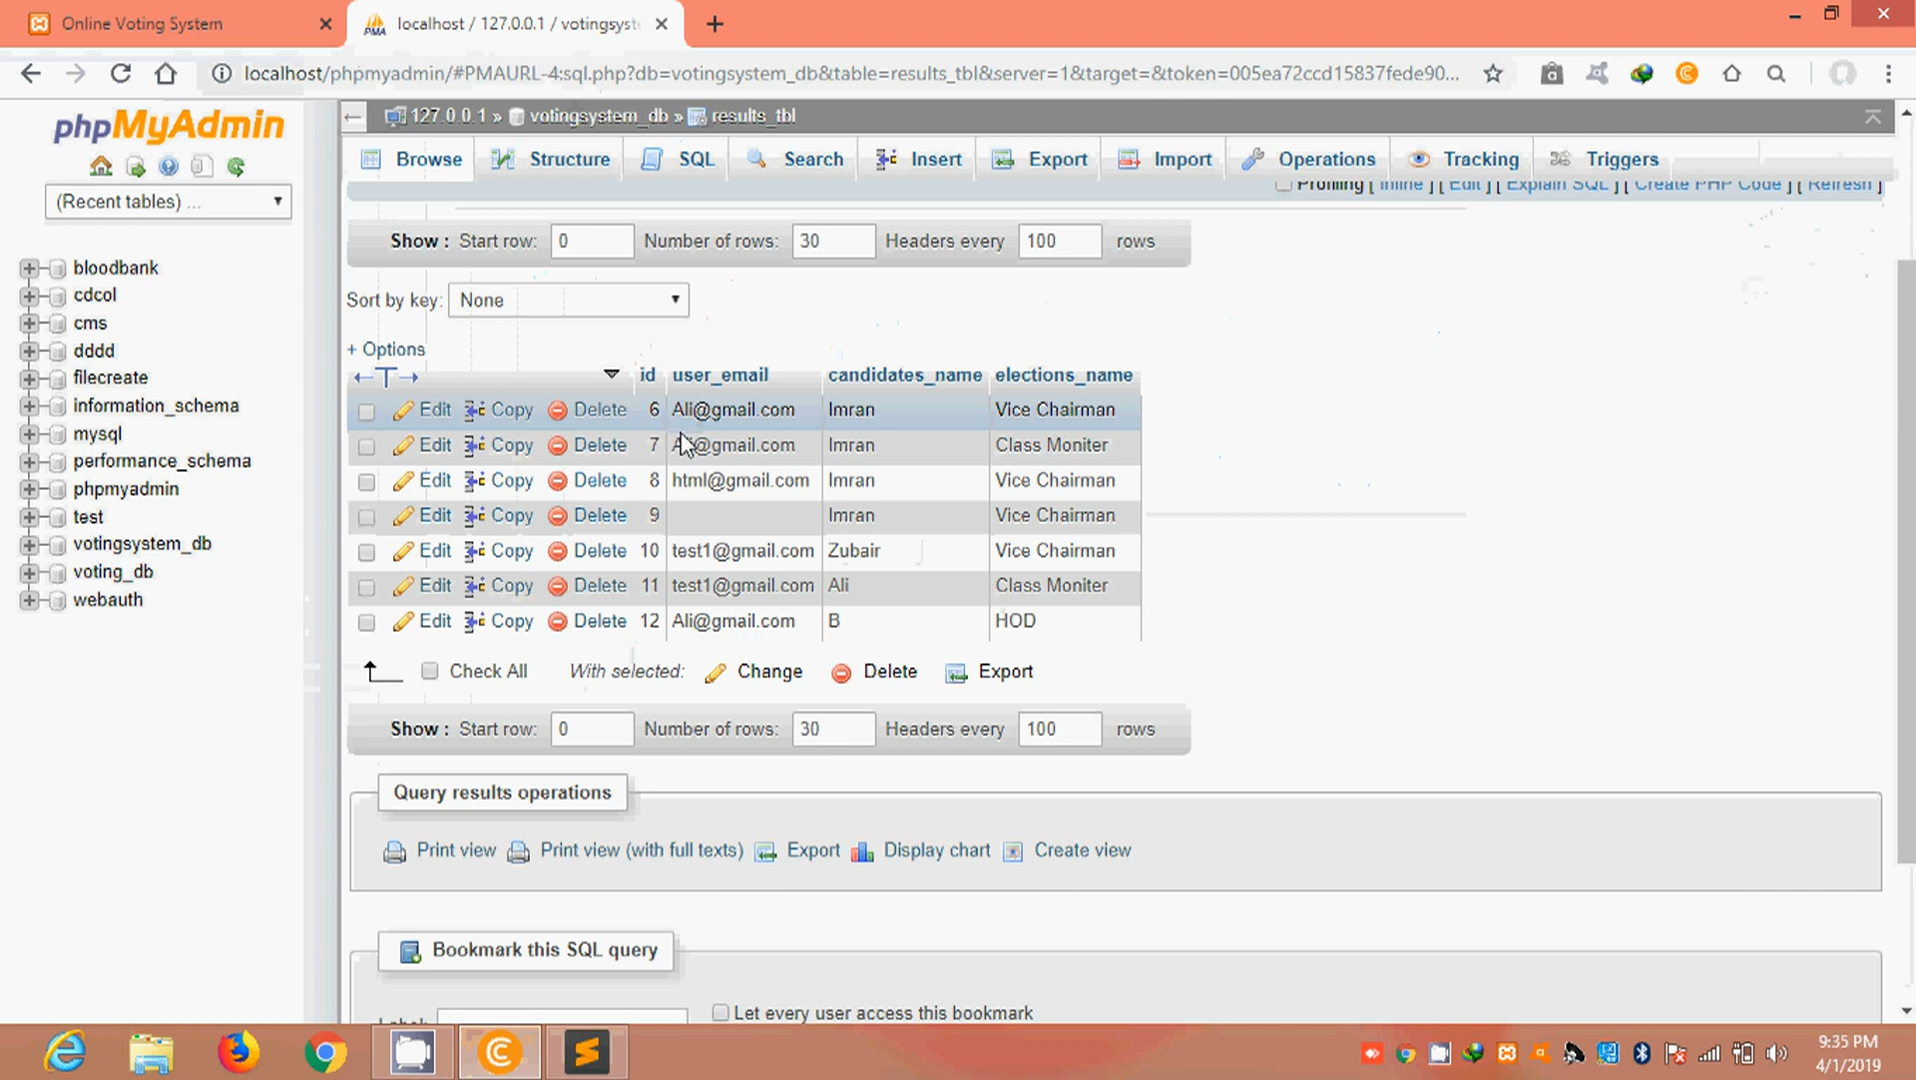 Online Voting System
localhost / 127.0.0.1 / votingsyst
localhost/phpmyadmin/#PMAURL-4:sql.php?db=votingsystem_db&table=results_tbl&server=1&target=&token=005ea72ccd15837fede90...
phpMyAdmin
(Recent tables) ...
bloodbank
cdcol
cms
dddd
filecreate
information_schema
mysql
performance_schema
phpmyadmin
test
votingsystem_db
voting_db
webauth
127.0.0.1 » votingsystem_db » results_tbl
Browse Structure SQL Search Insert Export Import Operations Tracking Triggers
Profiling [ Inline ] [ Edit ] [ Explain SQL ] [ Create PHP Code ] [ Refresh ]
Show : Start row: 0 Number of rows: 30 Headers every 100 rows
Sort by key: None
+ Options
id user_email candidates_name elections_name
Edit Copy Delete 6 Ali@gmail.com Imran Vice Chairman
Edit Copy Delete 7 Ali@gmail.com Imran Class Moniter
Edit Copy Delete 8 html@gmail.com Imran Vice Chairman
Edit Copy Delete 9 Imran Vice Chairman
Edit Copy Delete 10 test1@gmail.com Zubair Vice Chairman
Edit Copy Delete 11 test1@gmail.com Ali Class Moniter
Edit Copy Delete 12 Ali@gmail.com B HOD
Check All With selected: Change Delete Export
Show : Start row: 0 Number of rows: 30 Headers every 100 rows
Query results operations
Print view Print view (with full texts) Export Display chart Create view
Bookmark this SQL query
Let every user access this bookmark
9:35 PM
4/1/2019